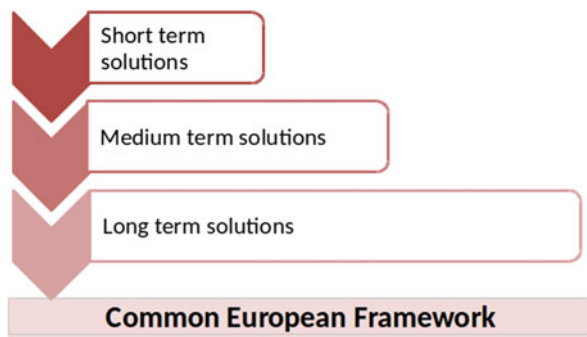 Short term
solutions
Medium term solutions
Long term solutions
Common European Framework